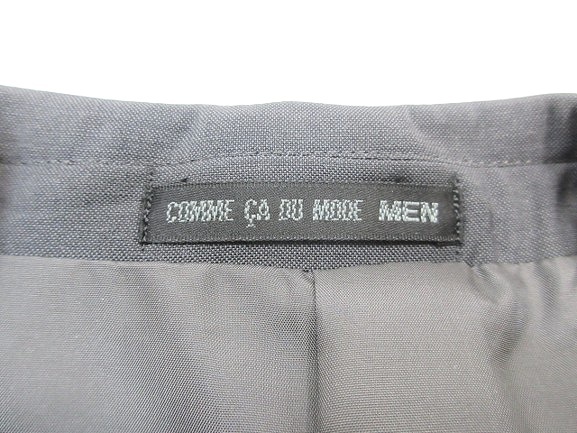 COMME ÇA DU MODE MEN